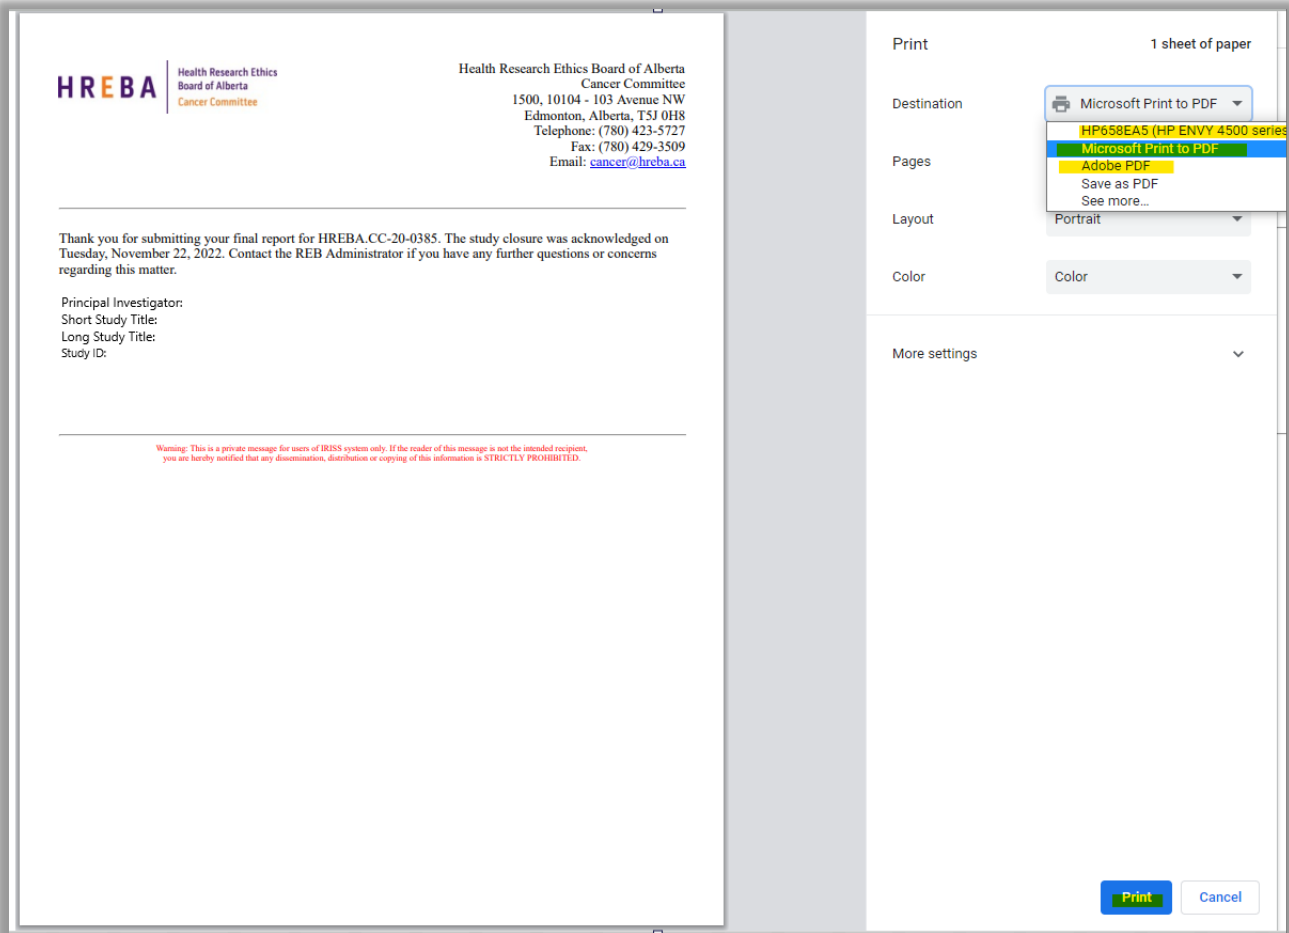 HREBA
Health Research Ethics
Board of Alberta
Cancer Committee
Health Research Ethics Board of Alberta
Cancer Committee
1500, 10104 - 103 Avenue NW
Edmonton, Alberta, T5J 0H8
Telephone: (780) 423-5727
Fax: (780) 429-3509
Email: cancer@hreba.ca
Thank you for submitting your final report for HREBA.CC-20-0385. The study closure was acknowledged on
Tuesday, November 22, 2022. Contact the REB Administrator if you have any further questions or concerns
regarding this matter.
Principal Investigator:
Short Study Title:
Long Study Title:
Study ID:
Warning: This is a private message for users of IRISS system only. If the reader of this message is not the intended recipient,
you are hereby notified that any dissemination, distribution or copying of this information is STRICTLY PROHIBITED.
Print
1 sheet of paper
Destination
Microsoft Print to PDF
HP658EA5 (HP ENVY 4500 series
Microsoft Print to PDF
Adobe PDF
Save as PDF
See more...
Pages
Layout
Portrait
Color
Color
More settings
Print
Cancel